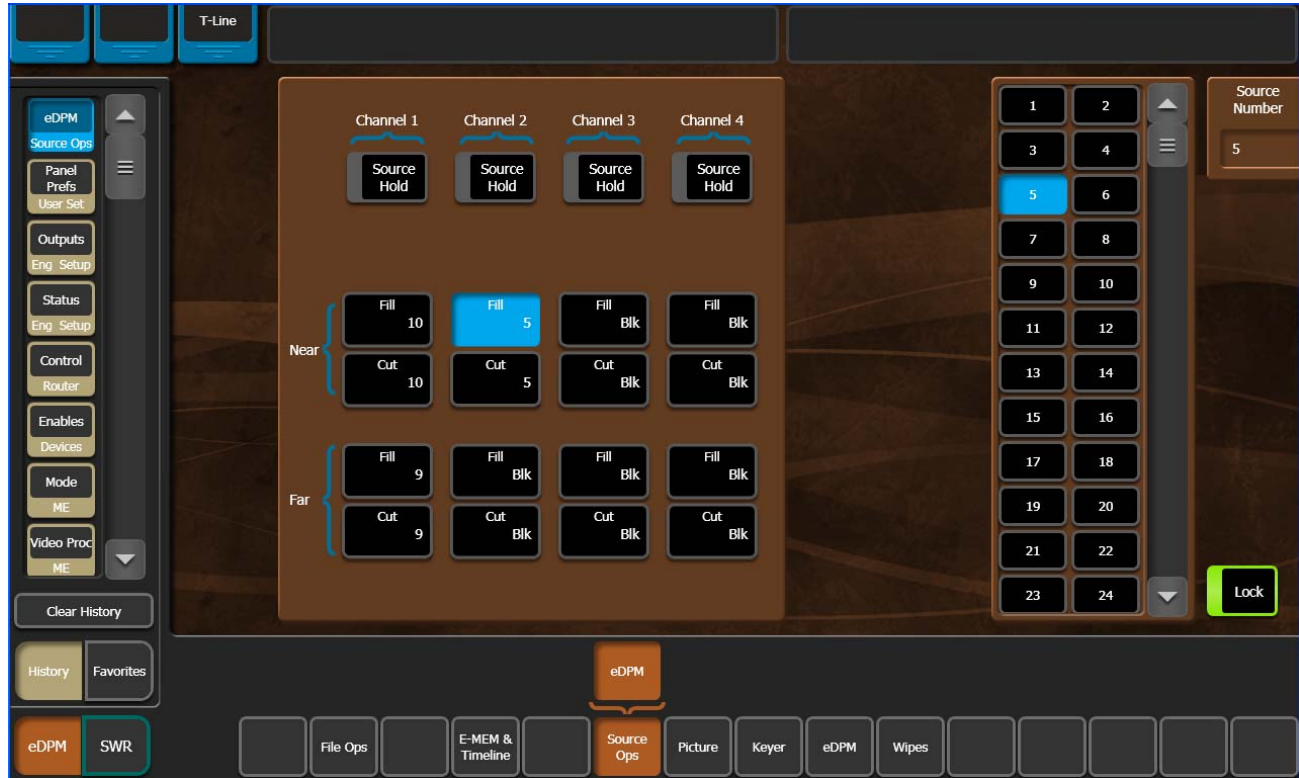 T-Line
eDPM
Source Ops
Panel
Prefs
User Set
Outputs
Eng Setup
Status
Eng Setup
Control
Router
Enables
Devices
Mode
ME
Video Proc
ME
Clear History
History
Favorites
eDPM
SWR
Channel 1
Channel 2
Channel 3
Channel 4
Source
Hold
Source
Hold
Source
Hold
Source
Hold
Near
Fill
10
Fill
5
Fill
Blk
Fill
Blk
Cut
10
Cut
5
Cut
Blk
Cut
Blk
Far
Fill
9
Fill
Blk
Fill
Blk
Fill
Blk
Cut
9
Cut
Blk
Cut
Blk
Cut
Blk
1 2
3 4
5 6
7 8
9 10
11 12
13 14
15 16
17 18
19 20
21 22
23 24
Source
Number
5
Lock
eDPM
File Ops
E-MEM &
Timeline
Source
Ops
Picture
Keyer
eDPM
Wipes